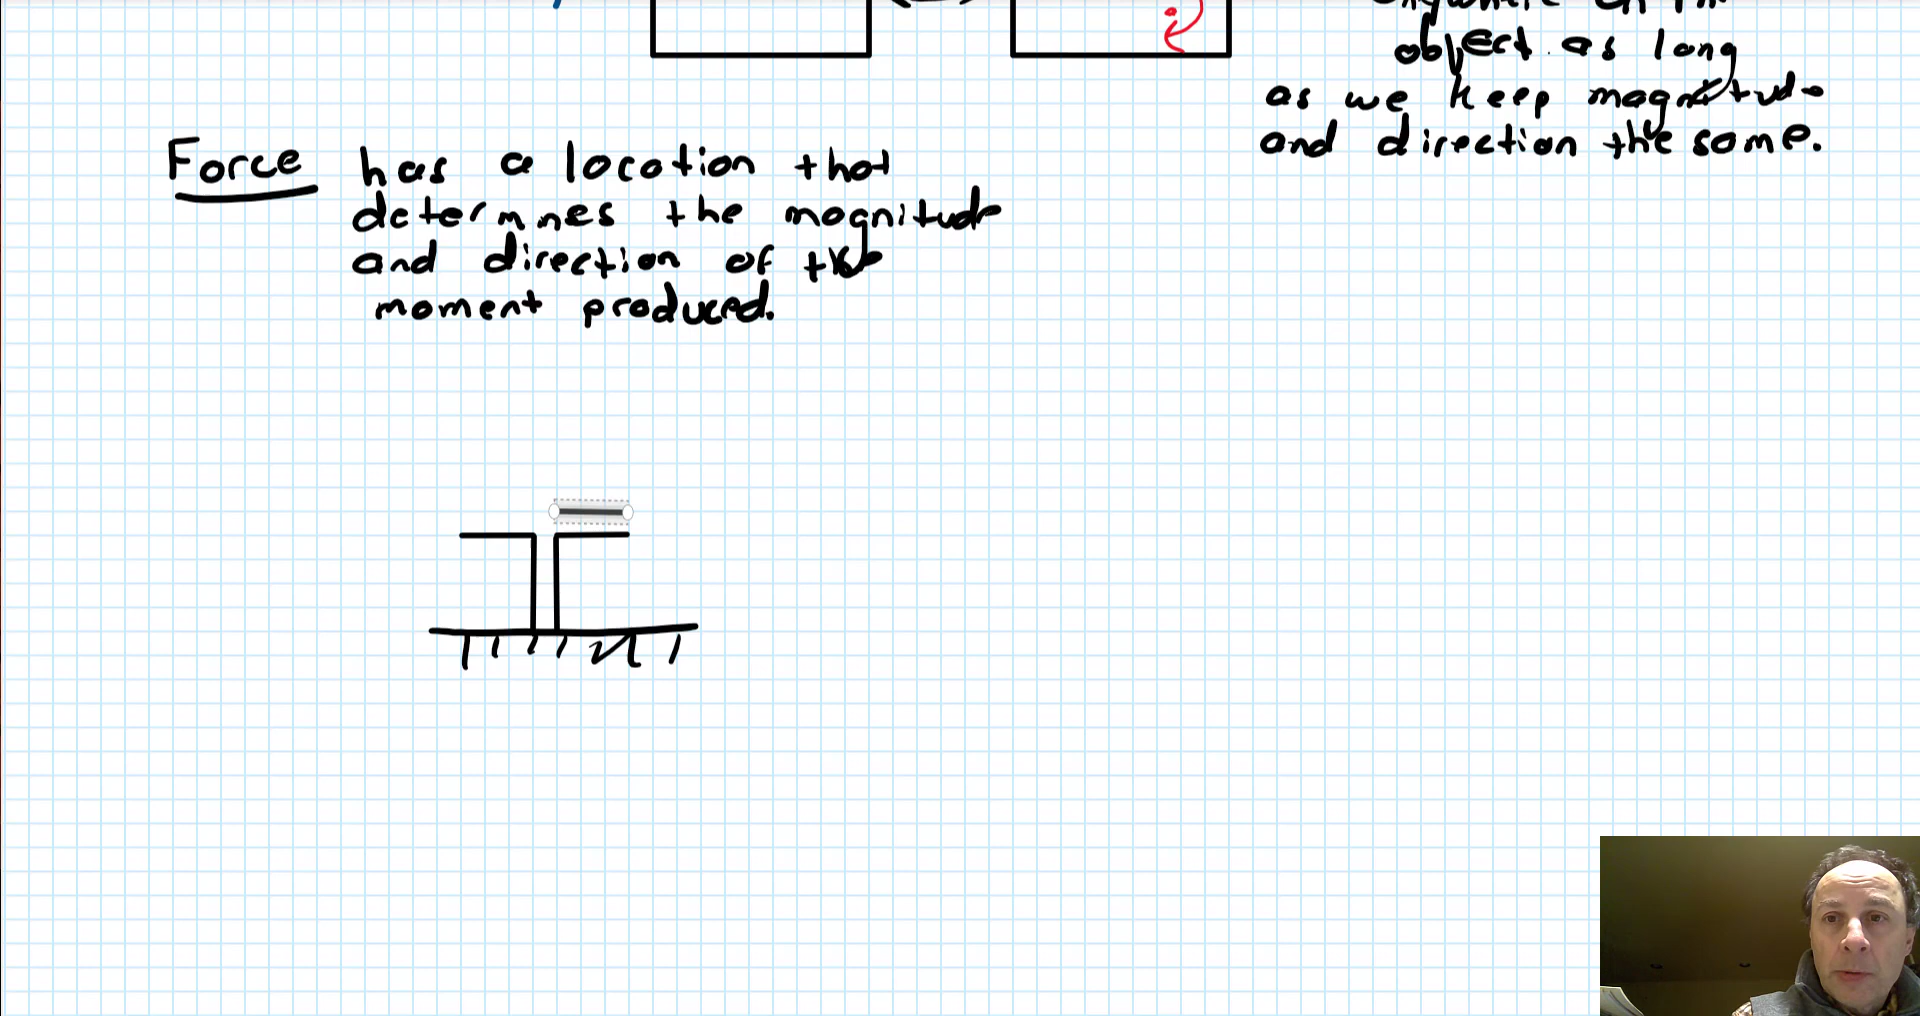 object as long
as we keep magnitude
and direction the same.
Force has a location that
determines the magnitude
and direction of the
moment produced.